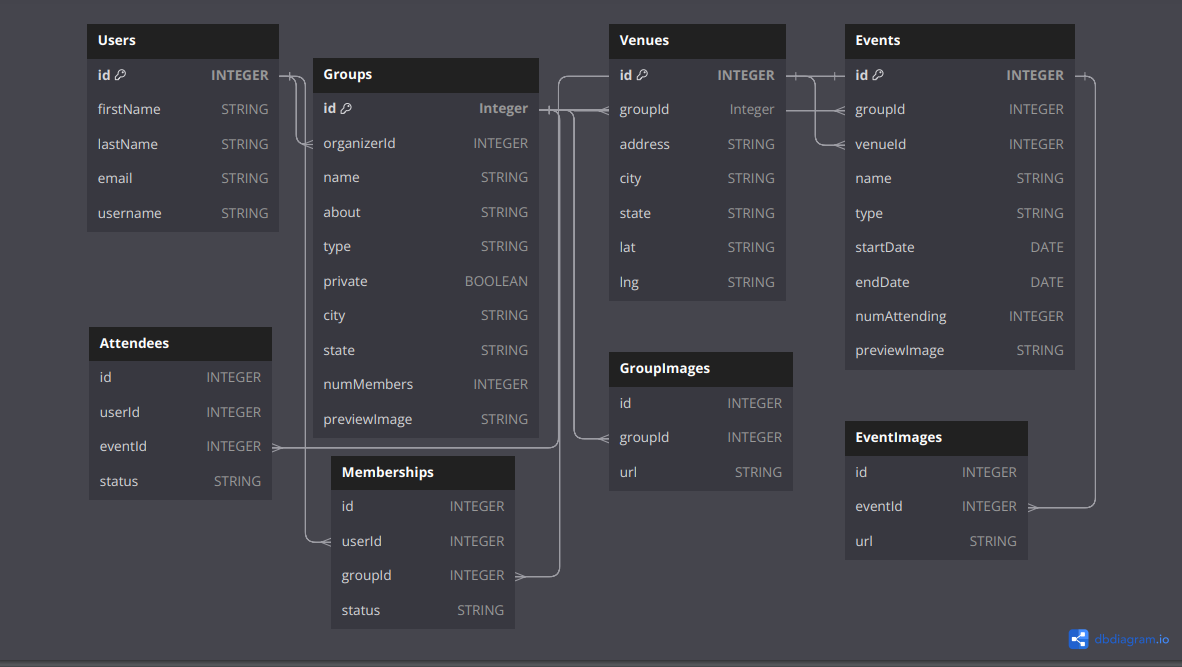 Users
id INTEGER
firstName STRING
lastName STRING
email STRING
username STRING
Groups
id Integer
organizerId INTEGER
name STRING
about STRING
type STRING
private BOOLEAN
city STRING
state STRING
numMembers INTEGER
previewImage STRING
Venues
id INTEGER
groupId Integer
address STRING
city STRING
state STRING
lat STRING
lng STRING
Events
id INTEGER
groupId INTEGER
venueId INTEGER
name STRING
type STRING
startDate DATE
endDate DATE
numAttending INTEGER
previewImage STRING
Attendees
id INTEGER
userId INTEGER
eventId INTEGER
status STRING
Memberships
id INTEGER
userId INTEGER
groupId INTEGER
status STRING
GroupImages
id INTEGER
groupId INTEGER
url STRING
EventImages
id INTEGER
eventId INTEGER
url STRING
dbdiagram.io